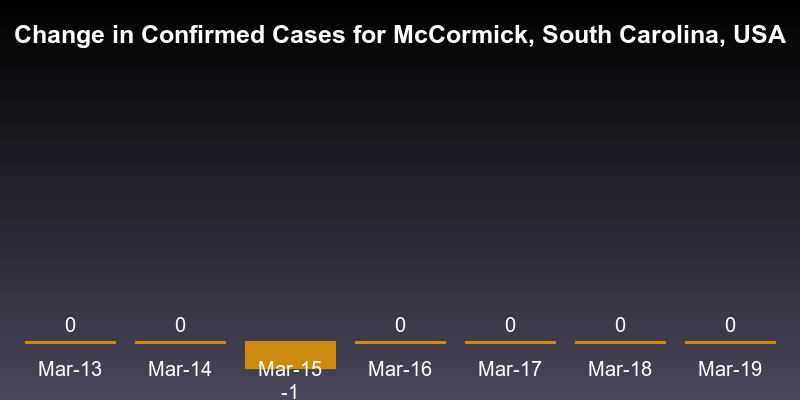 Change in Confirmed Cases for McCormick, South Carolina, USA
0 0 0 0 0 0
Mar-13 Mar-14 Mar-15 Mar-16 Mar-17 Mar-18 Mar-19
-1